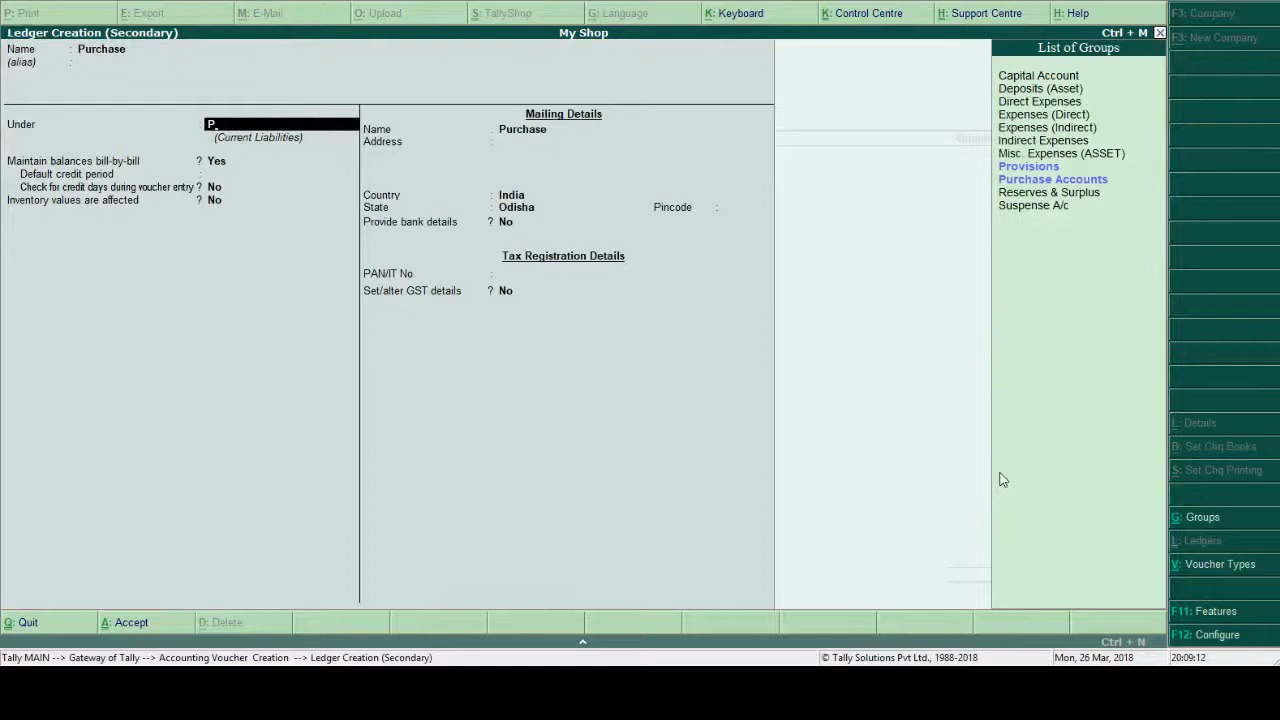 P: Print E: Export M: E-Mail O: Upload S: TallyShop G: Language K: Keyboard K: Control Centre H: Support Centre H: Help F3: Company
Ledger Creation (Secondary) My Shop Ctrl + M F3: New Company
Name : Purchase
(alias) :
List of Groups
Capital Account
Deposits (Asset)
Direct Expenses
Expenses (Direct)
Expenses (Indirect)
Indirect Expenses
Misc. Expenses (ASSET)
Provisions
Purchase Accounts
Reserves & Surplus
Suspense A/c
Under : P
(Current Liabilities)
Maintain balances bill-by-bill ? Yes
Default credit period :
Check for credit days during voucher entry ? No
Inventory values are affected ? No
Mailing Details
Name : Purchase
Address :
Country : India
State : Odisha Pincode :
Provide bank details ? No
Tax Registration Details
PAN/IT No. :
Set/alter GST details ? No
L: Details
B: Set Chq Books
S: Set Chq Printing
G: Groups
L: Ledgers
V: Voucher Types
F11: Features
F12: Configure
Q: Quit A: Accept D: Delete
Ctrl + N
Tally MAIN --> Gateway of Tally --> Accounting Voucher Creation --> Ledger Creation (Secondary) © Tally Solutions Pvt Ltd., 1988-2018 Mon, 26 Mar, 2018 20:09:12